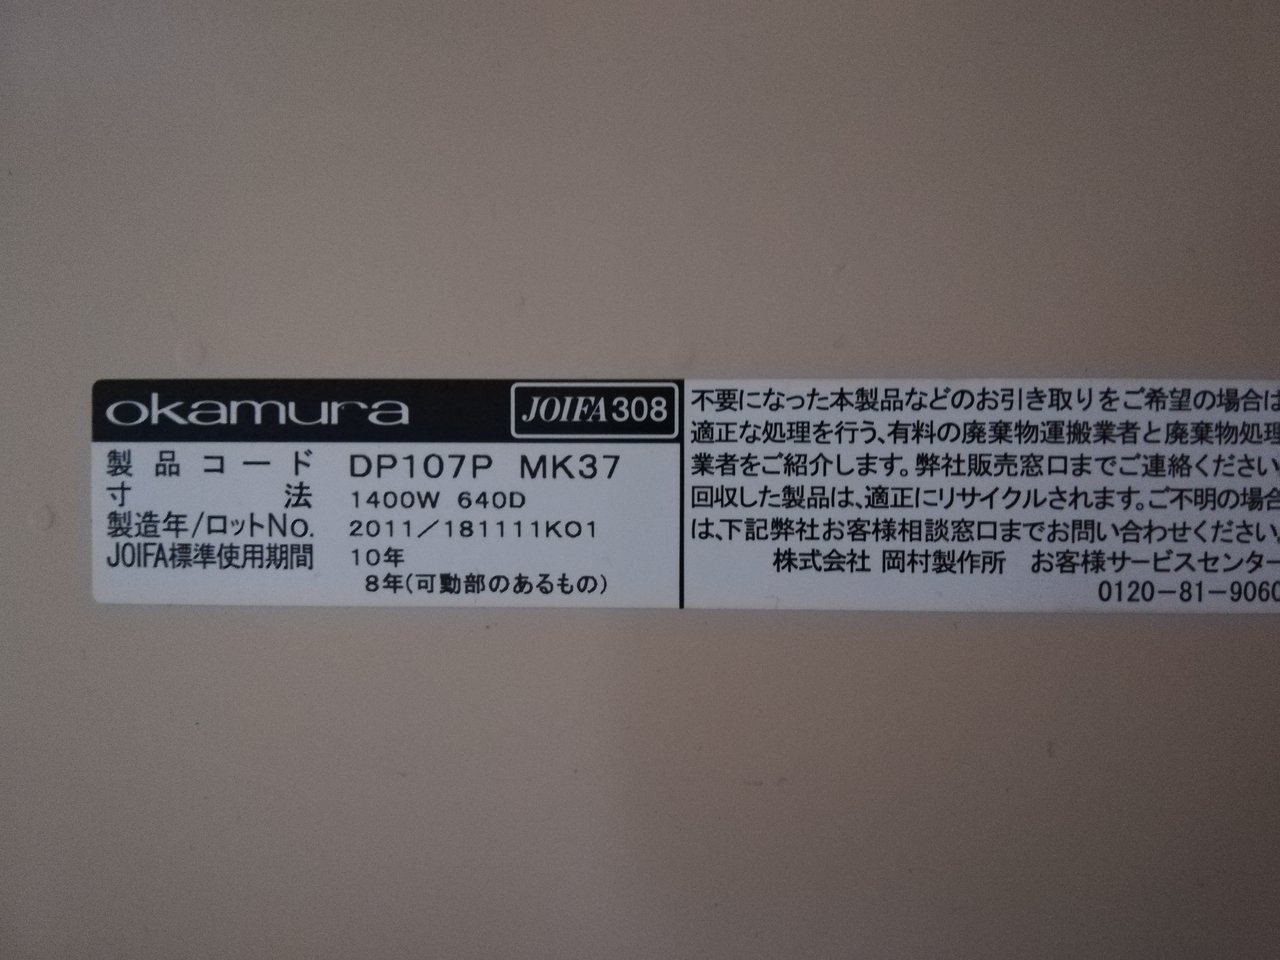 okamura JOIFA308
製品コード DP107P MK37
寸法 1400W 640D
製造年/ロットNo. 2011/181111K01
JOIFA標準使用期間 10年
8年(可動部のあるもの)
不要になった本製品などのお引き取りをご希望の場合は
適正な処理を行う、有料の廃棄物運搬業者と廃棄物処理
業者をご紹介します。弊社販売窓口までご連絡ください。
回収した製品は、適正にリサイクルされます。ご不明の場合
は、下記弊社お客様相談窓口までお問い合わせください。
株式会社 岡村製作所 お客様サービスセンター
0120-81-9060